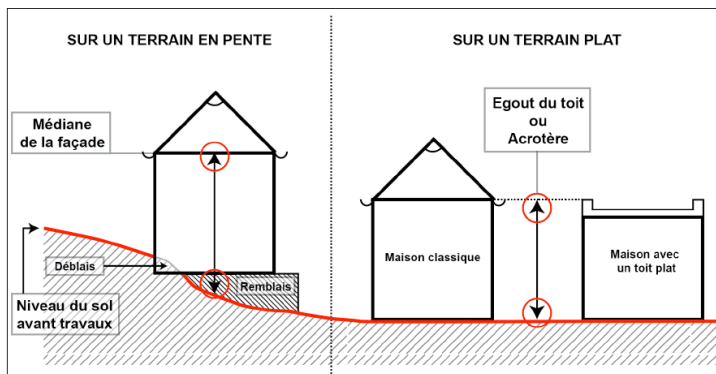 SUR UN TERRAIN EN PENTE
SUR UN TERRAIN PLAT
Médiane
de la façade
Egout du toit
ou
Acrotère
Maison classique
Maison avec
un toit plat
Déblais
Remblais
Niveau du sol
avant travaux